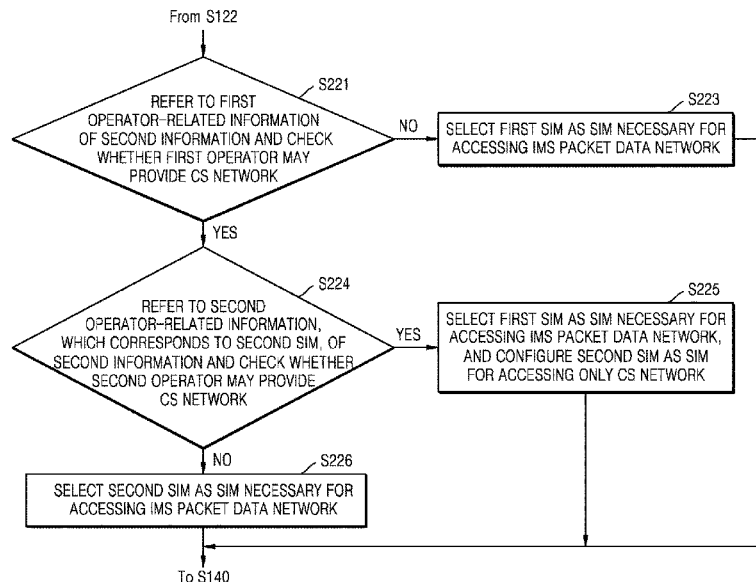 From S122
S221
REFER TO FIRST
OPERATOR-RELATED INFORMATION
OF SECOND INFORMATION AND CHECK
WHETHER FIRST OPERATOR MAY
PROVIDE CS NETWORK
NO
S223
SELECT FIRST SIM AS SIM NECESSARY FOR
ACCESSING IMS PACKET DATA NETWORK
YES
S224
REFER TO SECOND
OPERATOR-RELATED INFORMATION,
WHICH CORRESPONDS TO SECOND SIM, OF
SECOND INFORMATION AND CHECK WHETHER
SECOND OPERATOR MAY PROVIDE
CS NETWORK
YES
S225
SELECT FIRST SIM AS SIM NECESSARY FOR
ACCESSING IMS PACKET DATA NETWORK,
AND CONFIGURE SECOND SIM AS SIM
FOR ACCESSING ONLY CS NETWORK
NO
S226
SELECT SECOND SIM AS SIM NECESSARY FOR
ACCESSING IMS PACKET DATA NETWORK
To S140